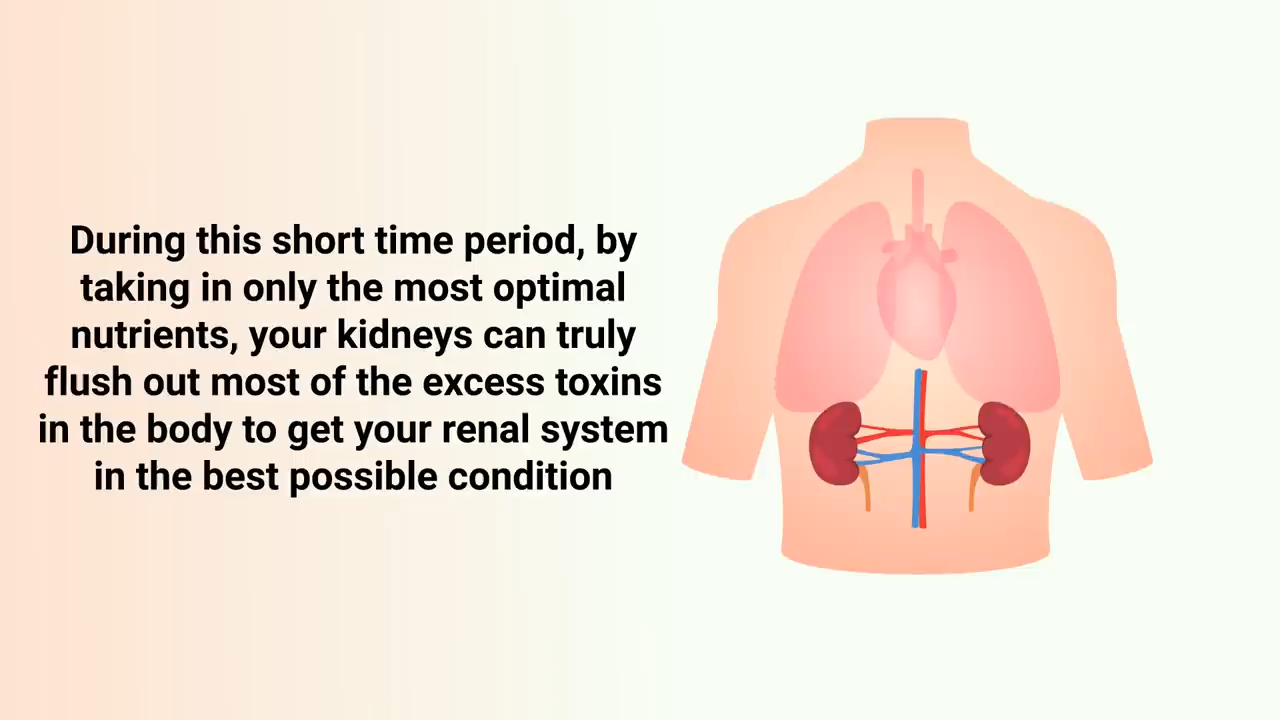 During this short time period, by
taking in only the most optimal
nutrients, your kidneys can truly
flush out most of the excess toxins
in the body to get your renal system
in the best possible condition